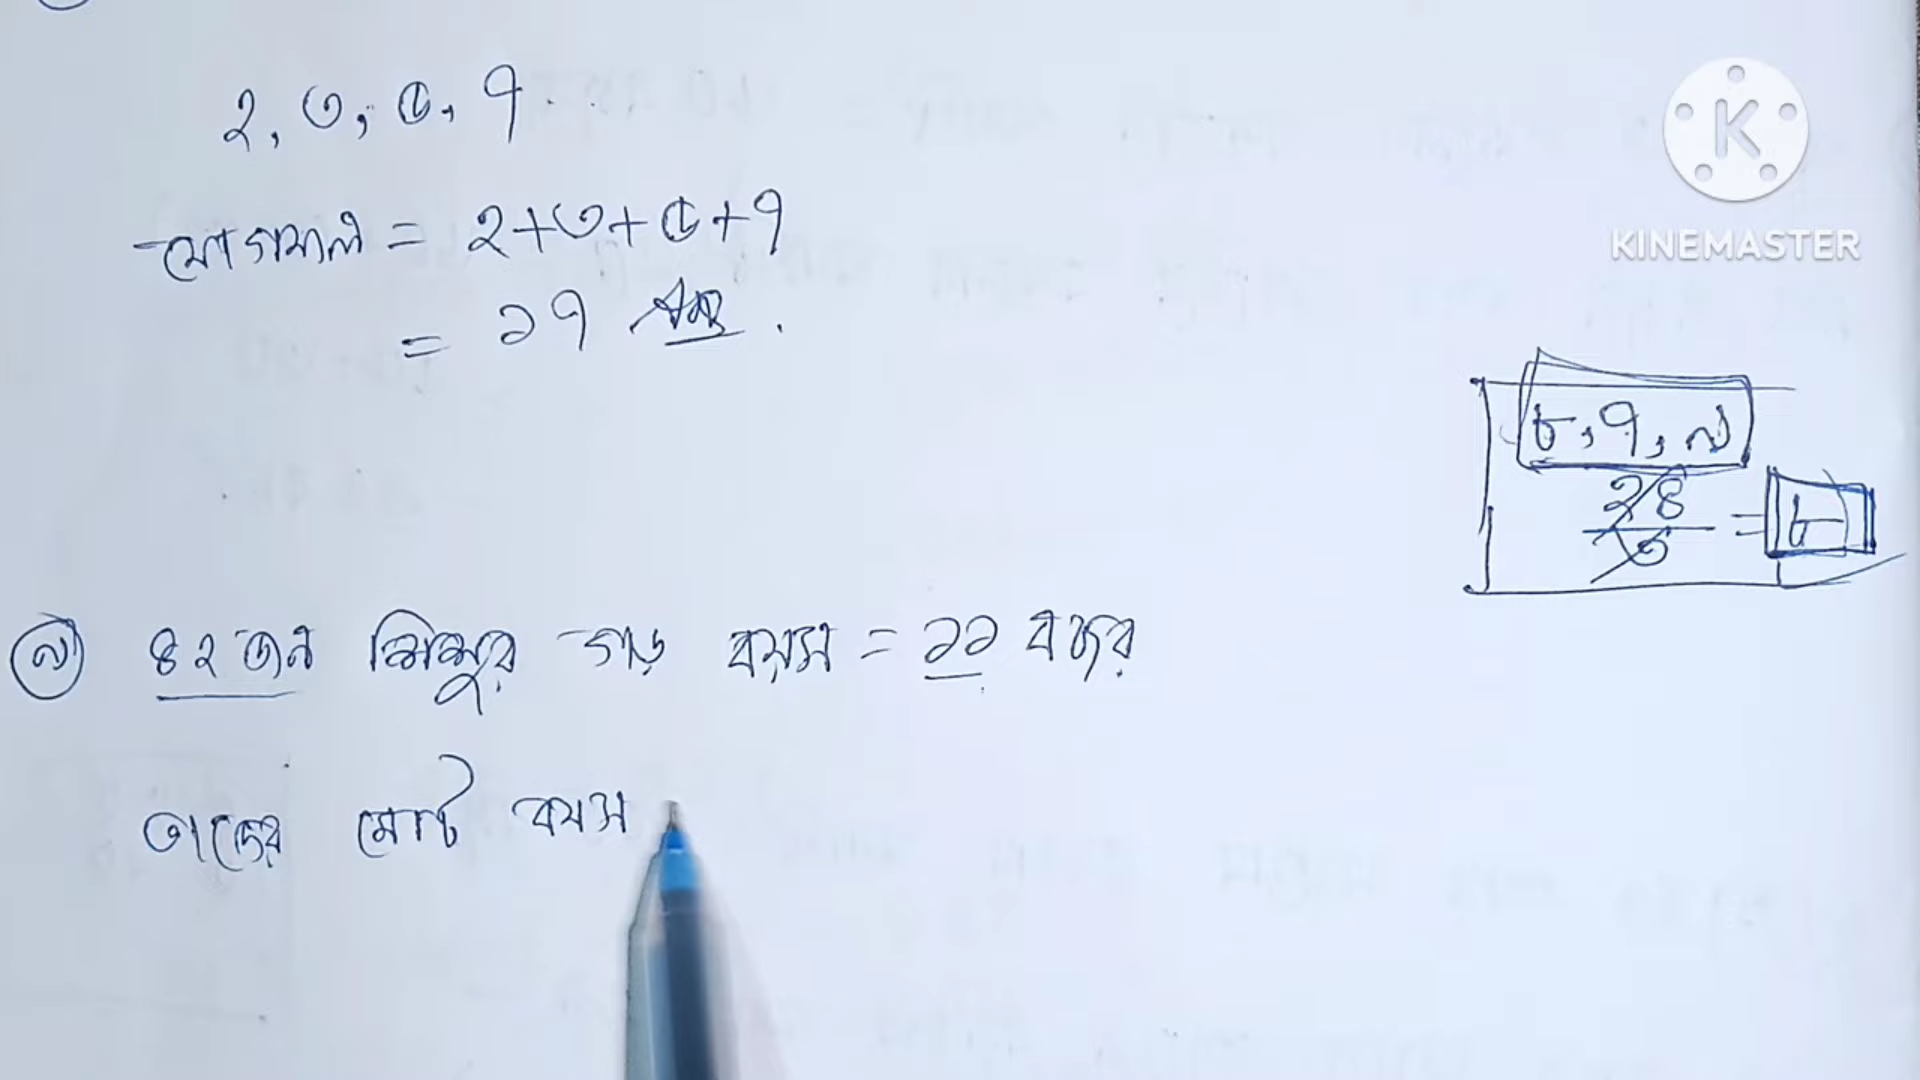 ২, ৩, ৫, ৭
যোগফল = ২+৩+৫+৭
= ১৭
KINEMASTER
৮, ৭, ৯
২৪
৩
= ৮
৯ ৪২ জন শিশুর গড় বয়স = ১১ বছর
তাদের মোট বয়স